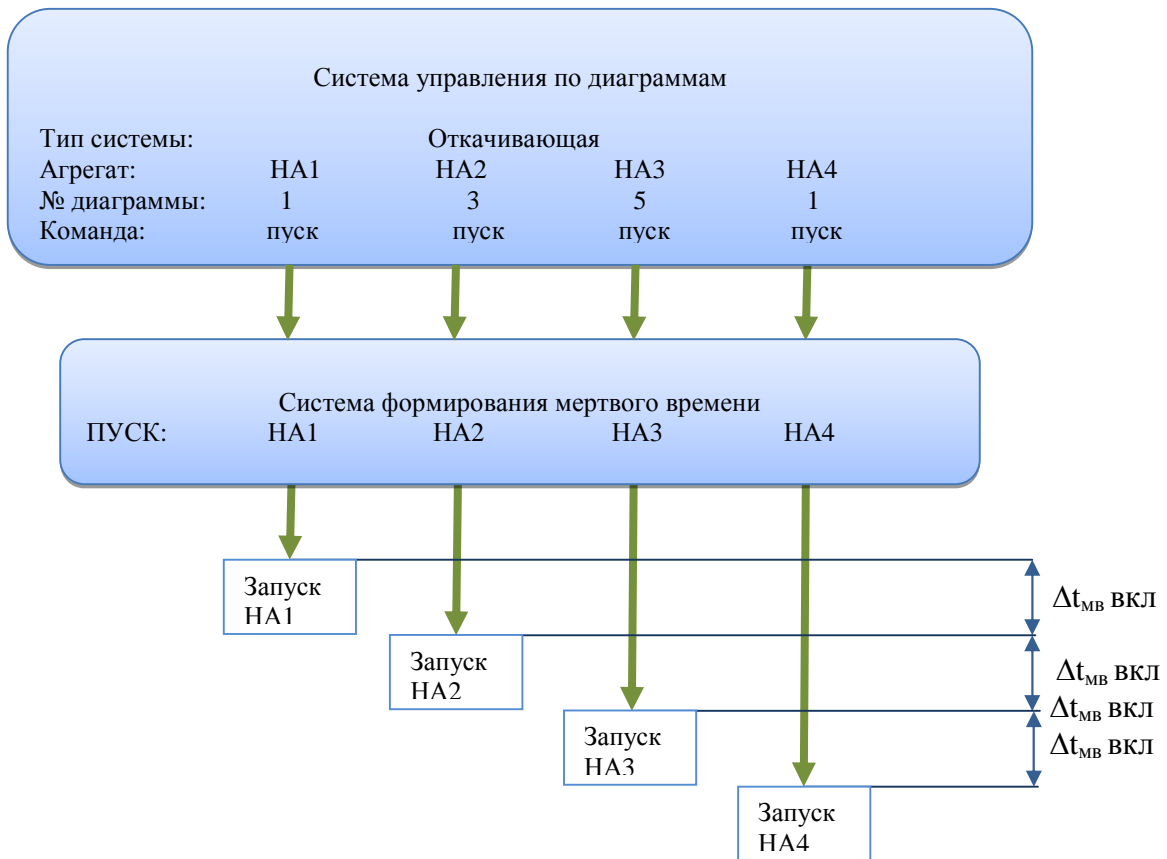 Система управления по диаграммам
Тип системы: Откачивающая
Агрегат: НА1 НА2 НА3 НА4
№ диаграммы: 1 3 5 1
Команда: пуск пуск пуск пуск
Система формирования мертвого времени
ПУСК: НА1 НА2 НА3 НА4
Запуск
НА1
Δtмв вкл
Запуск
НА2
Δtмв вкл
Δtмв вкл
Запуск
НА3
Δtмв вкл
Запуск
НА4